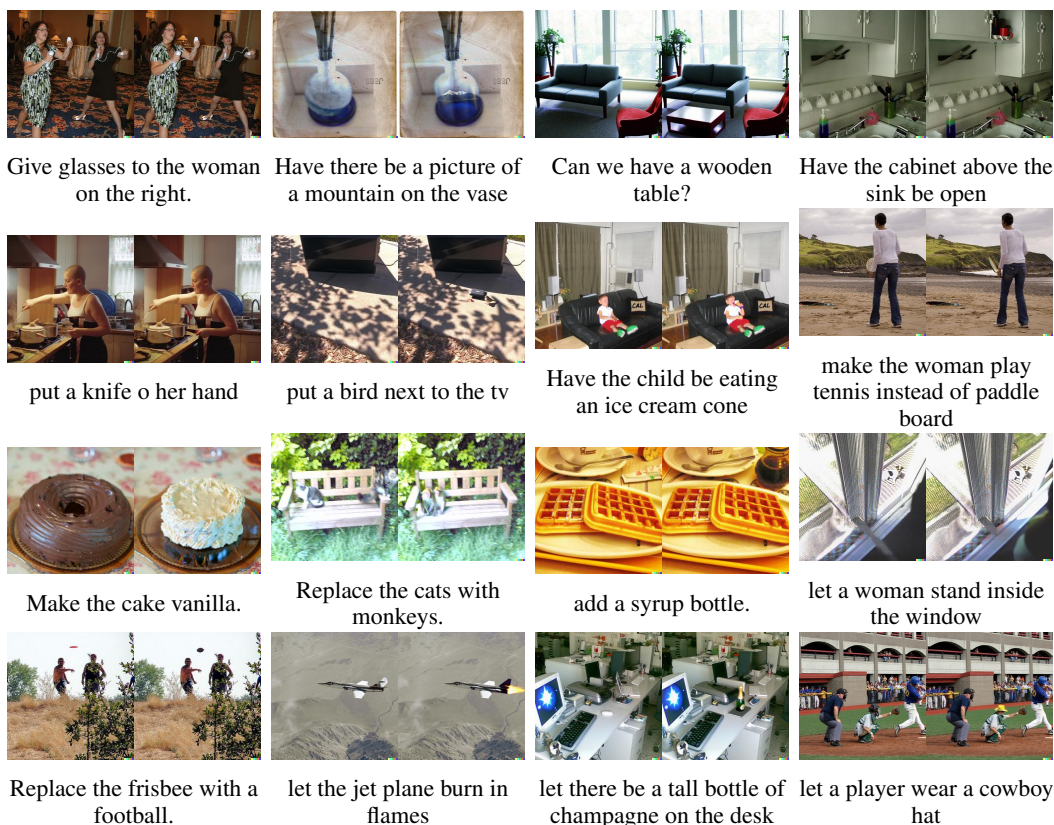 Give glasses to the woman
on the right.
Have there be a picture of
a mountain on the vase
Can we have a wooden
table?
Have the cabinet above the
sink be open
put a knife o her hand
put a bird next to the tv
CAL
CAL
Have the child be eating
an ice cream cone
make the woman play
tennis instead of paddle
board
Make the cake vanilla.
Replace the cats with
monkeys.
add a syrup bottle.
let a woman stand inside
the window
Replace the frisbee with a
football.
let the jet plane burn in
flames
let there be a tall bottle of
champagne on the desk
let a player wear a cowboy
hat